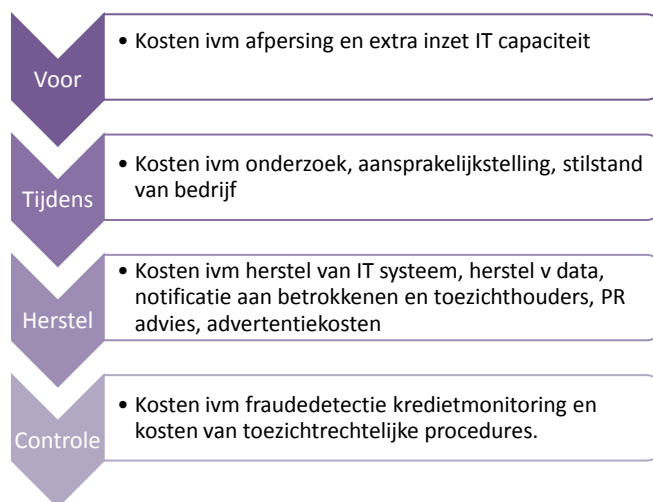 Voor
• Kosten ivm afpersing en extra inzet IT capaciteit
Tijdens
• Kosten ivm onderzoek, aansprakelijkstelling, stilstand
van bedrijf
Herstel
• Kosten ivm herstel van IT systeem, herstel v data,
notificatie aan betrokkenen en toezichthouders, PR
advies, advertentiekosten
Controle
• Kosten ivm fraudedetectie kredietmonitoring en
kosten van toezichtrechtelijke procedures.